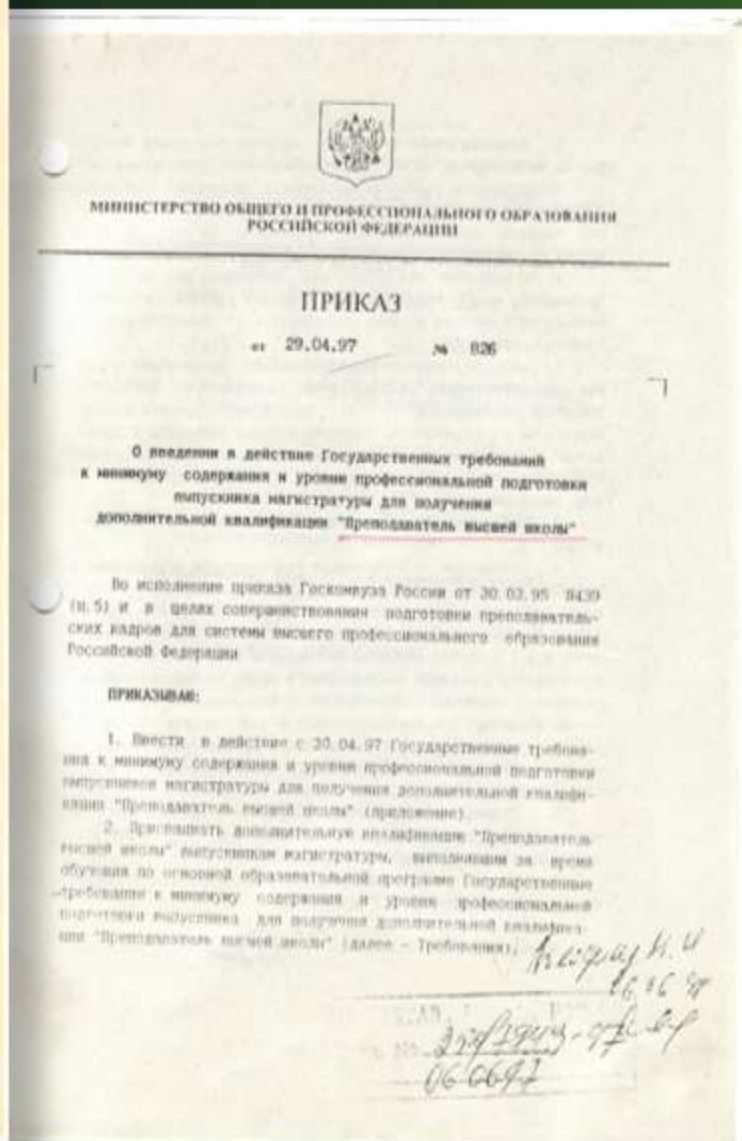 МИНИСТЕРСТВО ОБЩЕГО И ПРОФЕССИОНАЛЬНОГО ОБРАЗОВАНИЯ
РОССИЙСКОЙ ФЕДЕРАЦИИ
ПРИКАЗ
от 29.04.97 № 826
О введении в действие Государственных требований
к минимуму содержания и уровню профессиональной подготовки
выпускника магистратуры для получения
дополнительной квалификации "Преподаватель высшей школы"
Во исполнение приказа Госкомвуза России от 30.03.95 N439
(п.5) и в целях совершенствования подготовки преподаватель-
ских кадров для системы высшего профессионального образования
Российской Федерации
ПРИКАЗЫВАЮ:
1. Ввести в действие с 30.04.97 Государственные требова-
ния к минимуму содержания и уровню профессиональной подготовки
выпускников магистратуры для получения дополнительной квалифи-
кации "Преподаватель высшей школы" (приложение).
2. Присваивать дополнительную квалификацию "Преподаватель
высшей школы" выпускникам магистратуры, выполнившим за время
обучения по основной образовательной программе Государственные
требования к минимуму содержания и уровню профессиональной
подготовки выпускника для получения дополнительной квалифика-
ции "Преподаватель высшей школы" (далее - Требования),